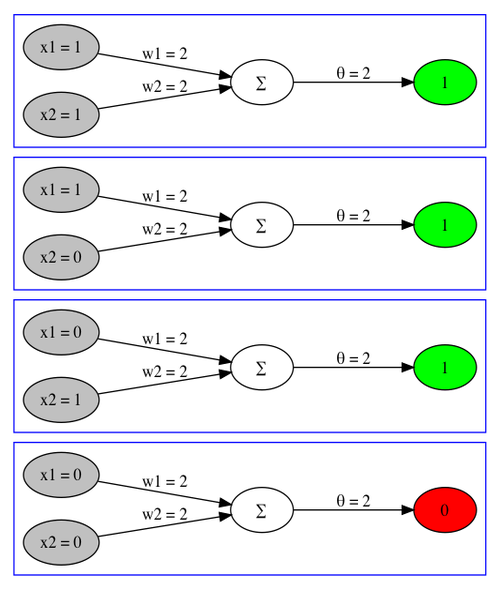 x1 = 1
w1 = 2
x2 = 1
w2 = 2
Σ
θ = 2
1
x1 = 1
w1 = 2
x2 = 0
w2 = 2
Σ
θ = 2
1
x1 = 0
w1 = 2
x2 = 1
w2 = 2
Σ
θ = 2
1
x1 = 0
w1 = 2
x2 = 0
w2 = 2
Σ
θ = 2
0